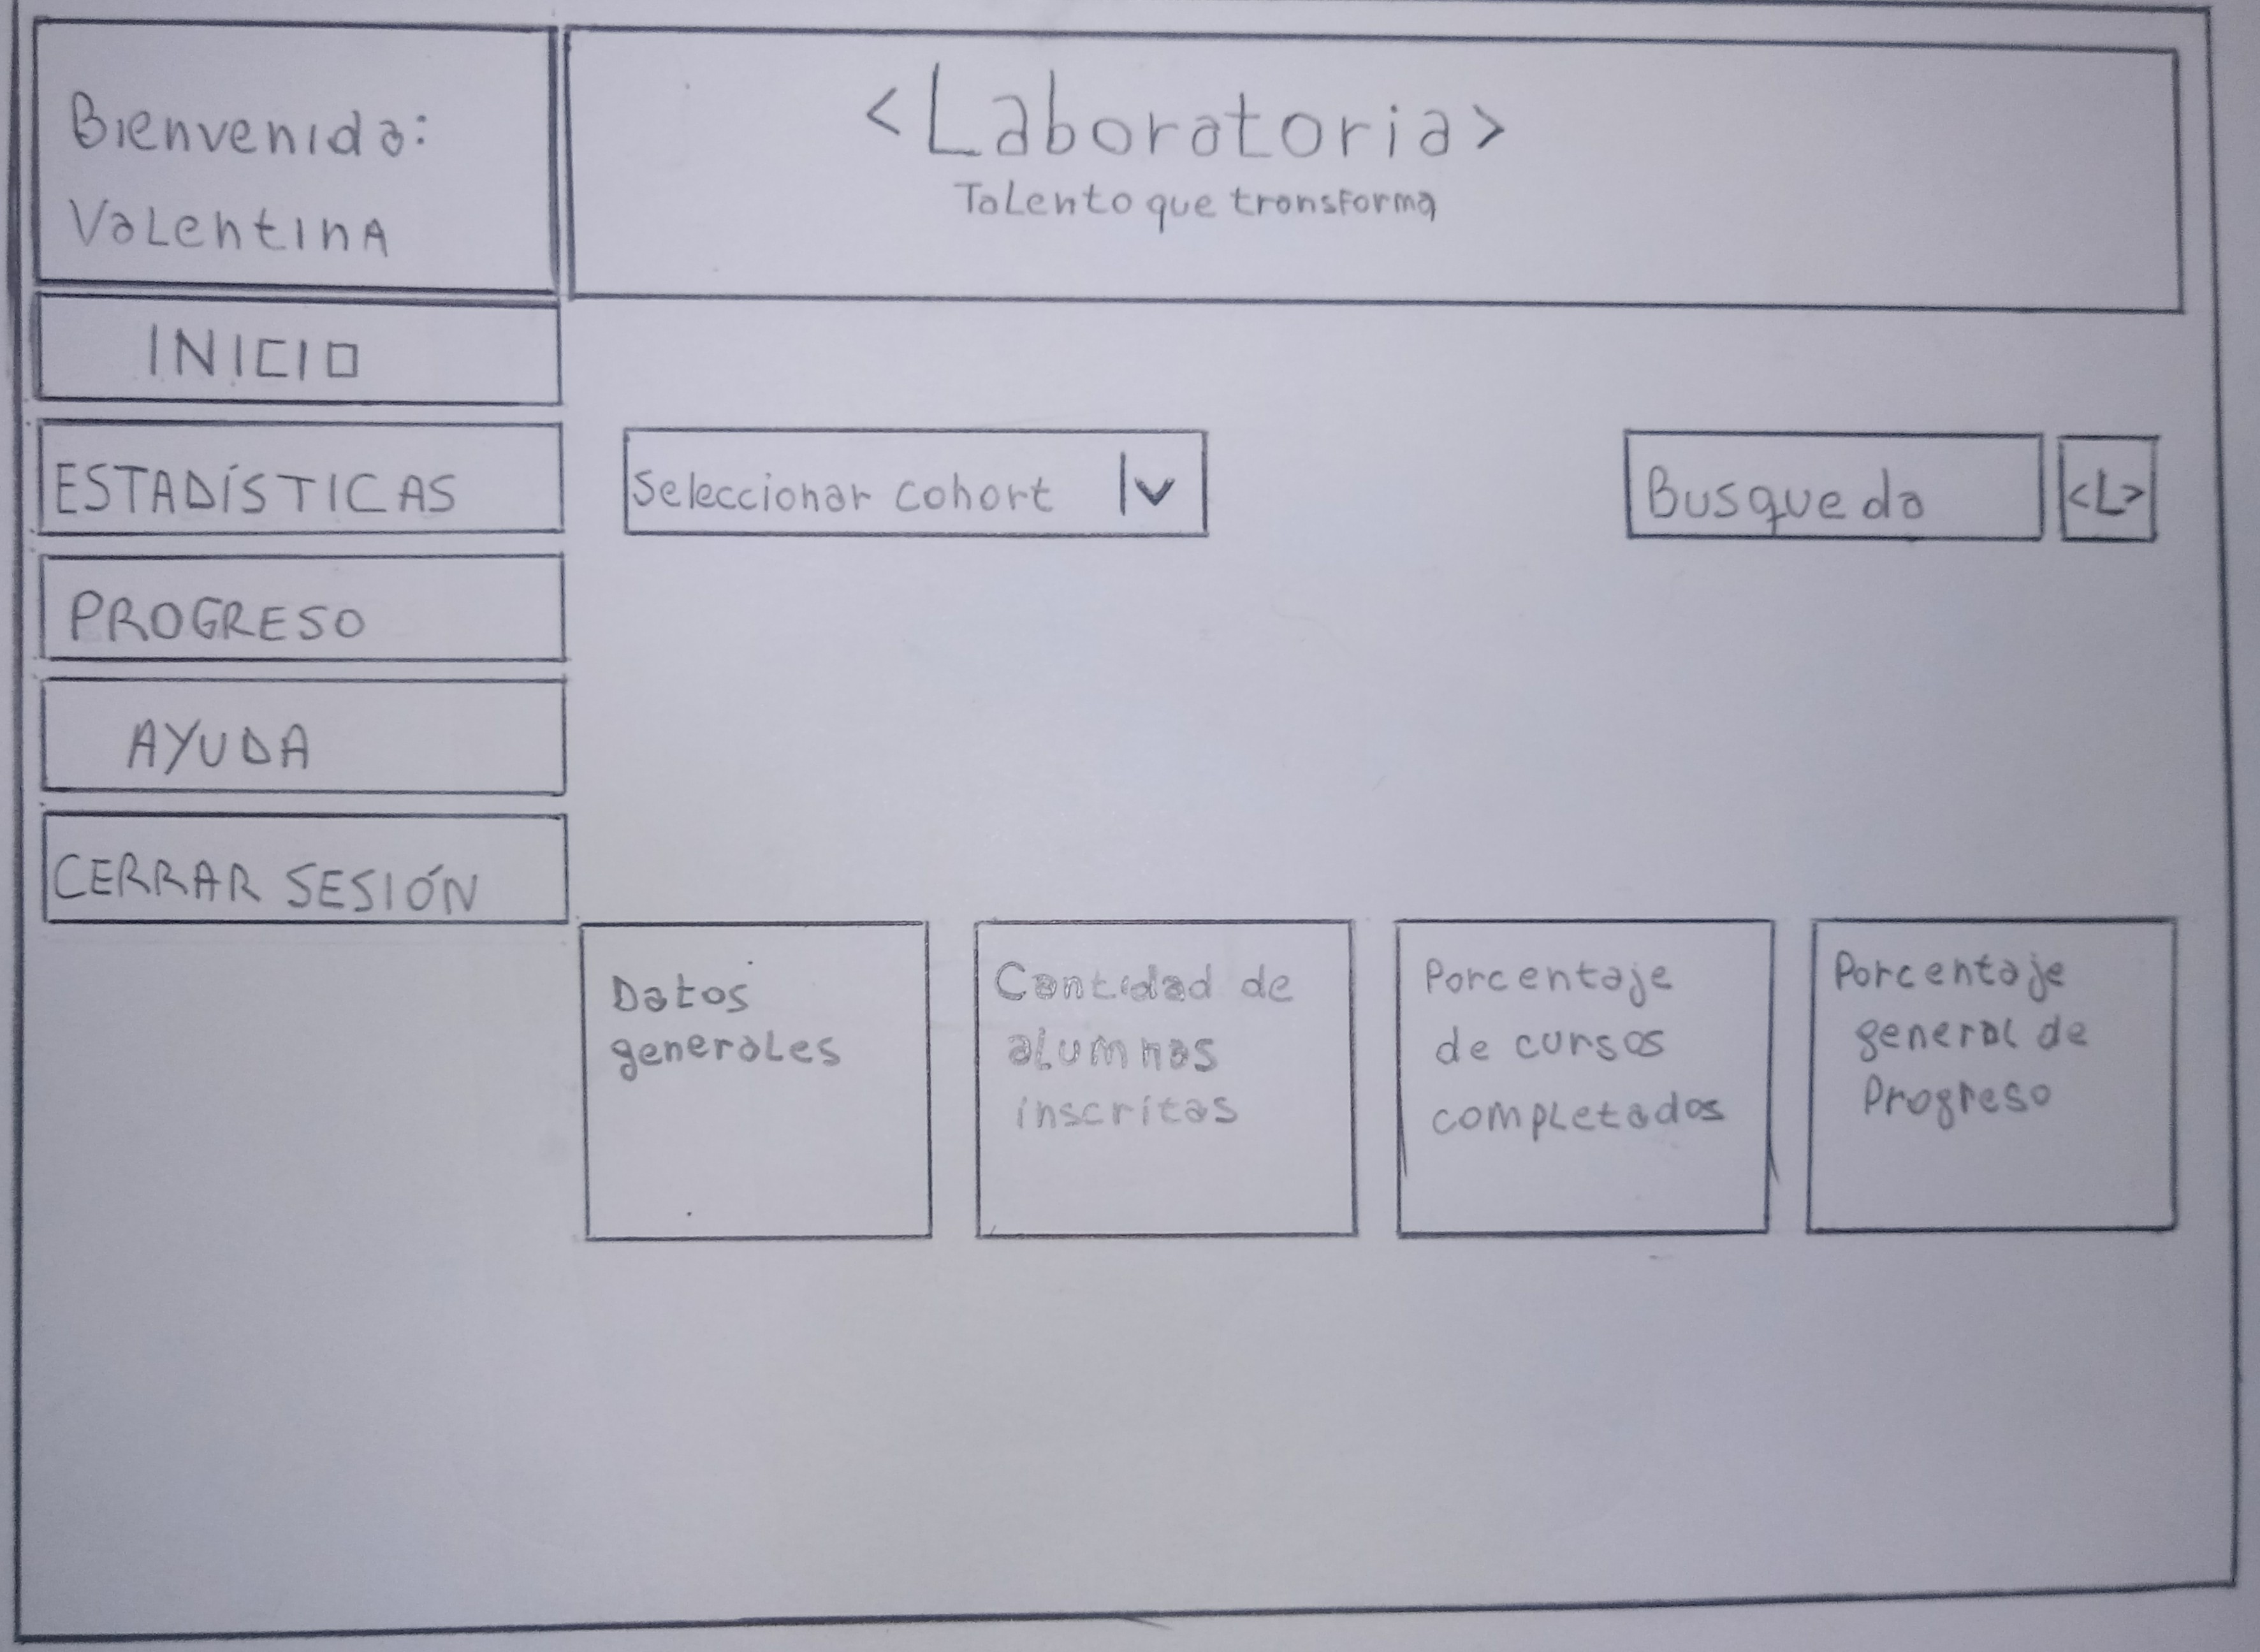 Bienvenida:
Valentina
<Laboratoria>
Talento que transforma
INICIO
ESTADÍSTICAS
PROGRESO
AYUDA
CERRAR SESIÓN
Seleccionar cohort
Busqueda
<L>
Datos
generales
Cantidad de
alumnas
inscritas
Porcentaje
de cursos
completados
Porcentaje
general de
Progreso